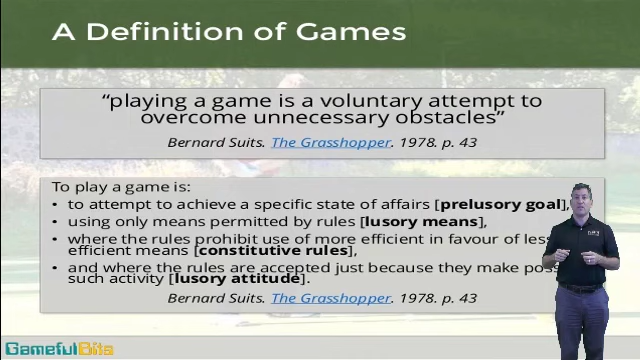 A Definition of Games
“playing a game is a voluntary attempt to
overcome unnecessary obstacles”
Bernard Suits. The Grasshopper. 1978. p. 43
To play a game is:
• to attempt to achieve a specific state of affairs [prelusory goal],
• using only means permitted by rules [lusory means],
• where the rules prohibit use of more efficient in favour of less
efficient means [constitutive rules],
• and where the rules are accepted just because they make
such activity [lusory attitude].
Bernard Suits. The Grasshopper. 1978. p. 43
GamefulBits